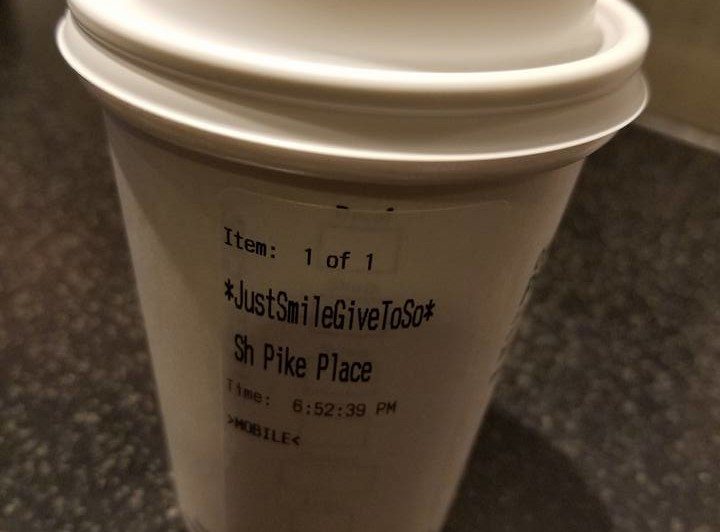 Item: 1 of 1
*JustSmileGiveToSo*
Sh Pike Place
Time: 6:52:39 PM
>MOBILE<